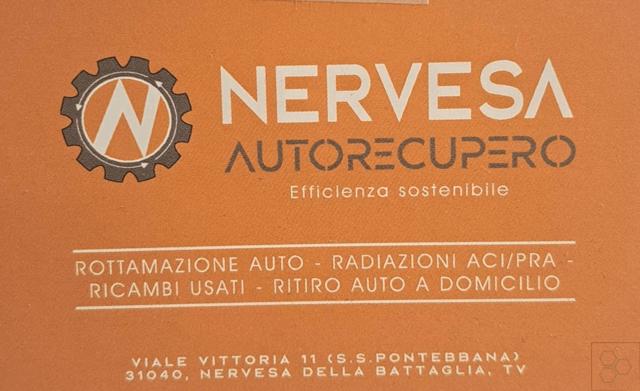 N
NERVESA
AUTORECUPERO
Efficienza sostenibile
ROTTAMAZIONE AUTO - RADIAZIONI ACI/PRA -
RICAMBI USATI - RITIRO AUTO A DOMICILIO
VIALE VITTORIA 11 (S.S.PONTEBBANA)
31040, NERVESA DELLA BATTAGLIA, TV